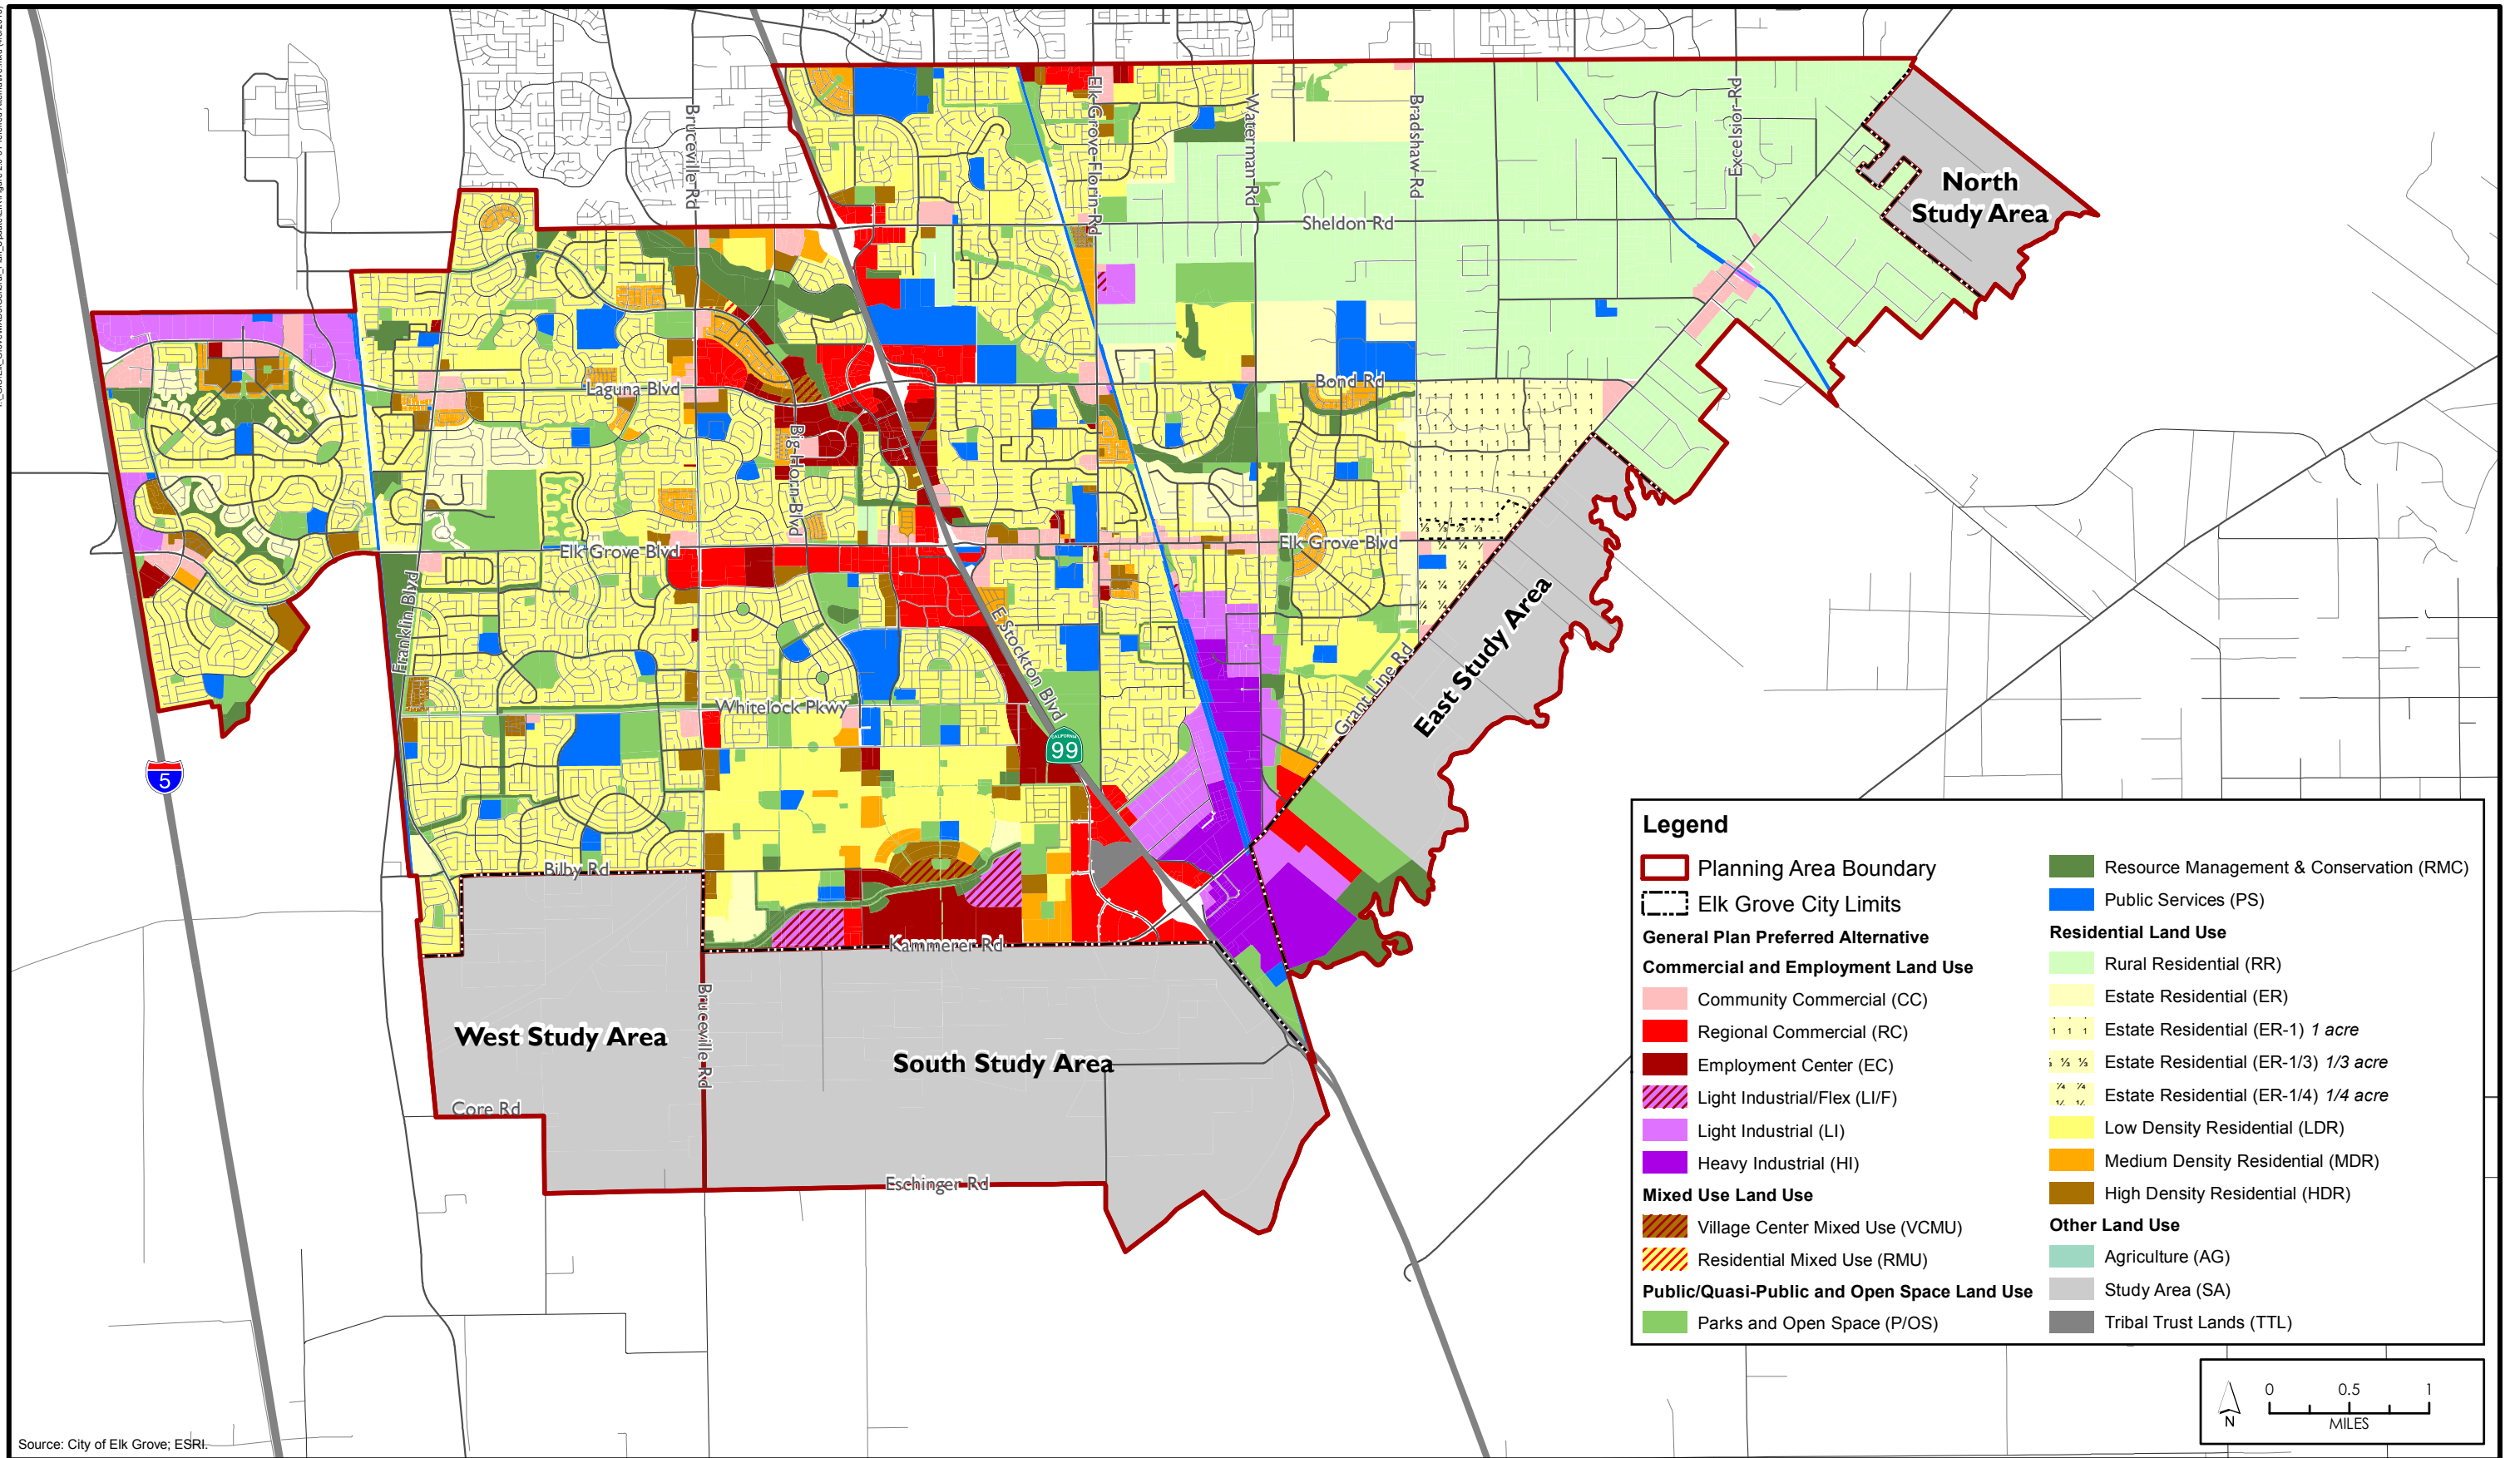 Bruceville Rd
Elk Grove-Florin Rd
Waterman Rd
Bradshaw Rd
Excelsior Rd
North
Study Area
Sheldon Rd
Laguna Blvd
Bond Rd
Big Horn Blvd
Elk Grove Blvd
Elk Grove Blvd
Franklin Blvd
E Stockton Blvd
East Study Area
Grant Line Rd
Whitelock Pkwy
CALIFORNIA
99
5
Bilby Rd
Kammerer Rd
Bruceville Rd
West Study Area
South Study Area
Core Rd
Eschinger Rd
Legend
Planning Area Boundary
Elk Grove City Limits
General Plan Preferred Alternative
Commercial and Employment Land Use
Community Commercial (CC)
Regional Commercial (RC)
Employment Center (EC)
Light Industrial/Flex (LI/F)
Light Industrial (LI)
Heavy Industrial (HI)
Mixed Use Land Use
Village Center Mixed Use (VCMU)
Residential Mixed Use (RMU)
Public/Quasi-Public and Open Space Land Use
Parks and Open Space (P/OS)
Resource Management & Conservation (RMC)
Public Services (PS)
Residential Land Use
Rural Residential (RR)
Estate Residential (ER)
Estate Residential (ER-1) 1 acre
Estate Residential (ER-1/3) 1/3 acre
Estate Residential (ER-1/4) 1/4 acre
Low Density Residential (LDR)
Medium Density Residential (MDR)
High Density Residential (HDR)
Other Land Use
Agriculture (AG)
Study Area (SA)
Tribal Trust Lands (TTL)
N
0 0.5 1
MILES
Source: City of Elk Grove; ESRI.